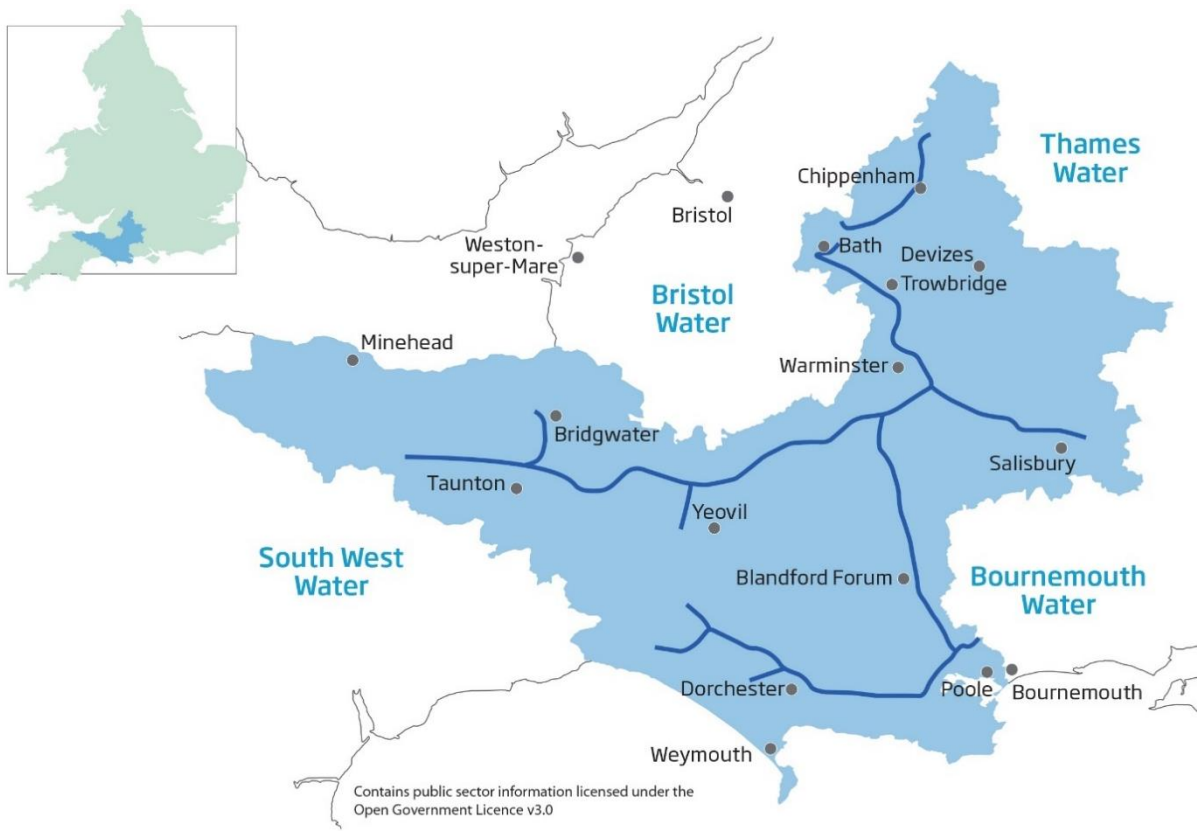 Thames
Water
Chippenham
Bristol
Bath
Weston-
super-Mare
Devizes
Trowbridge
Bristol
Water
Minehead
Warminster
Bridgwater
Salisbury
Taunton
Yeovil
South West
Water
Blandford Forum
Bournemouth
Water
Dorchester
Poole
Bournemouth
Weymouth
Contains public sector information licensed under the
Open Government Licence v3.0